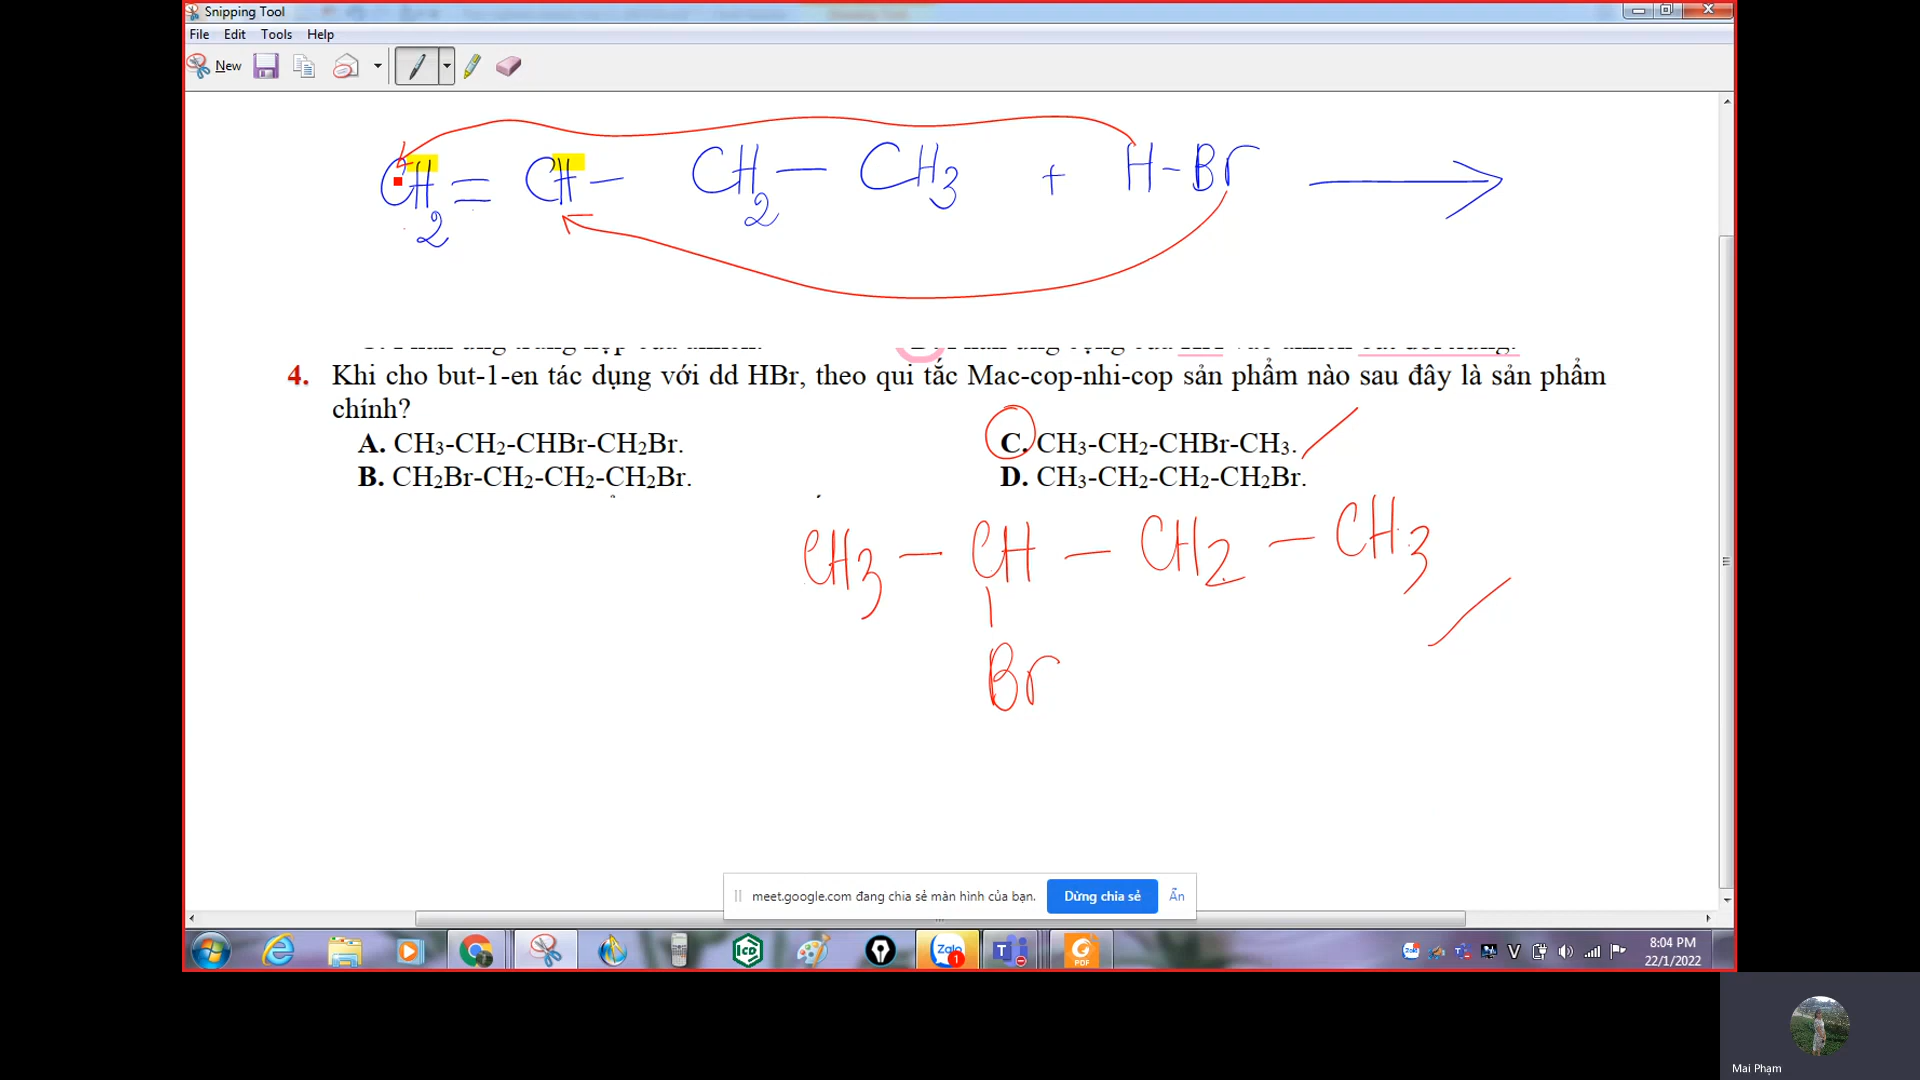 Snipping Tool
File Edit Tools Help
New
CH2 = CH - CH2 - CH3 + H-Br →
4. Khi cho but-1-en tác dụng với dd HBr, theo qui tắc Mac-cop-nhi-cop sản phẩm nào sau đây là sản phẩm
chính?
A. CH3-CH2-CHBr-CH2Br. C. CH3-CH2-CHBr-CH3.
B. CH2Br-CH2-CH2-CH2Br. D. CH3-CH2-CH2-CH2Br.
CH3 - CH - CH2 - CH3
Br
meet.google.com đang chia sẻ màn hình của bạn. Dừng chia sẻ Ẩn
8:04 PM
22/1/2022
Mai Phạm